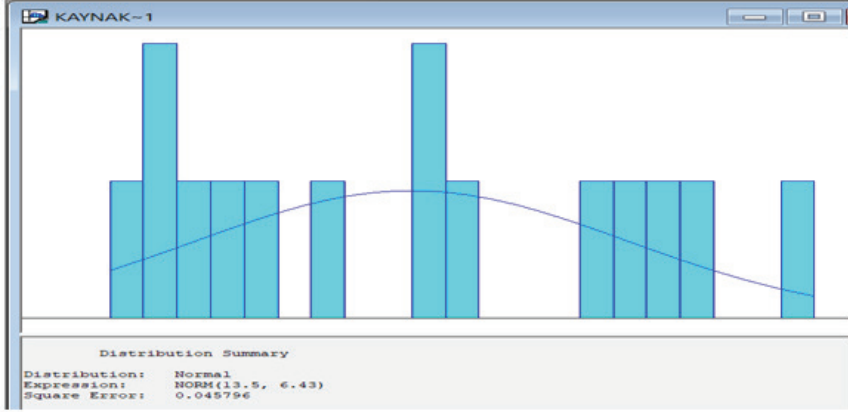 KAYNAK~1
Distribution Summary
Distribution: Normal
Expression: NORM(13.5, 6.43)
Square Error: 0.045796